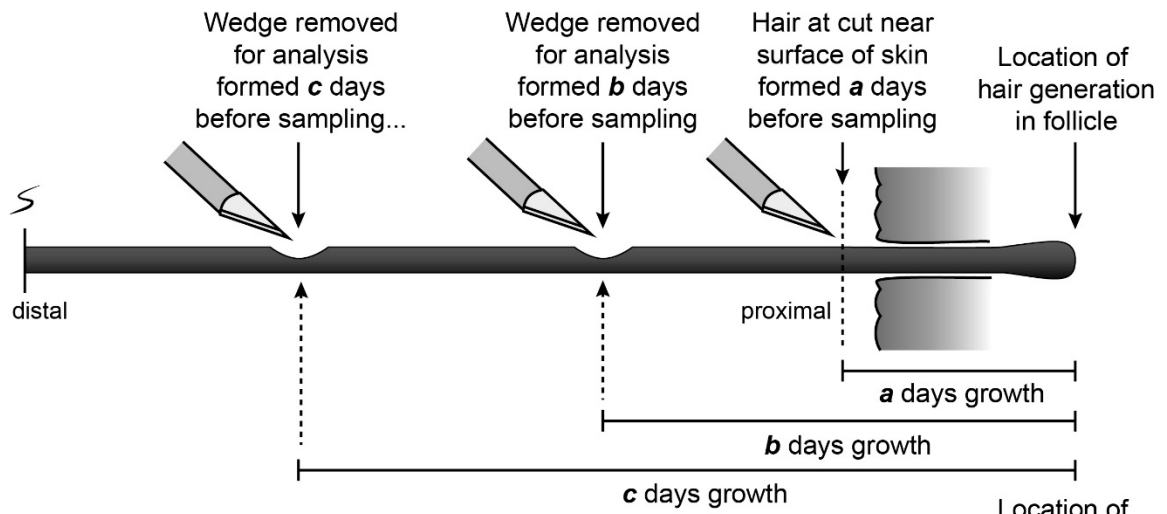 Wedge removed
for analysis
formed c days
before sampling...
Wedge removed
for analysis
formed b days
before sampling
Hair at cut near
surface of skin
formed a days
before sampling
Location of
hair generation
in follicle
distal
proximal
a days growth
b days growth
c days growth
Location of